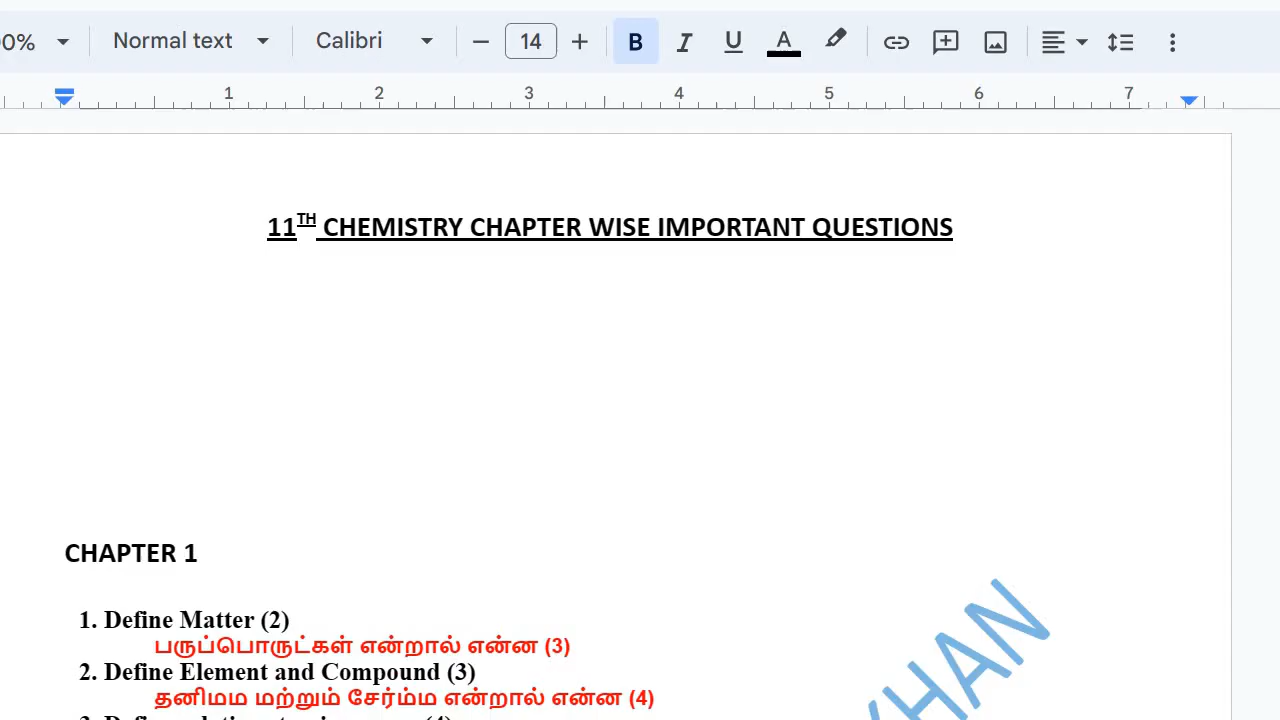 0%
Normal text
Calibri
14
B
I
U
A
1 2 3 4 5 6 7
11TH CHEMISTRY CHAPTER WISE IMPORTANT QUESTIONS
CHAPTER 1
1. Define Matter (2)
பருப்பொருட்கள் என்றால் என்ன (3)
2. Define Element and Compound (3)
தனிமம மற்றும் சேர்ம்ம என்றால் என்ன (4)
KHAN